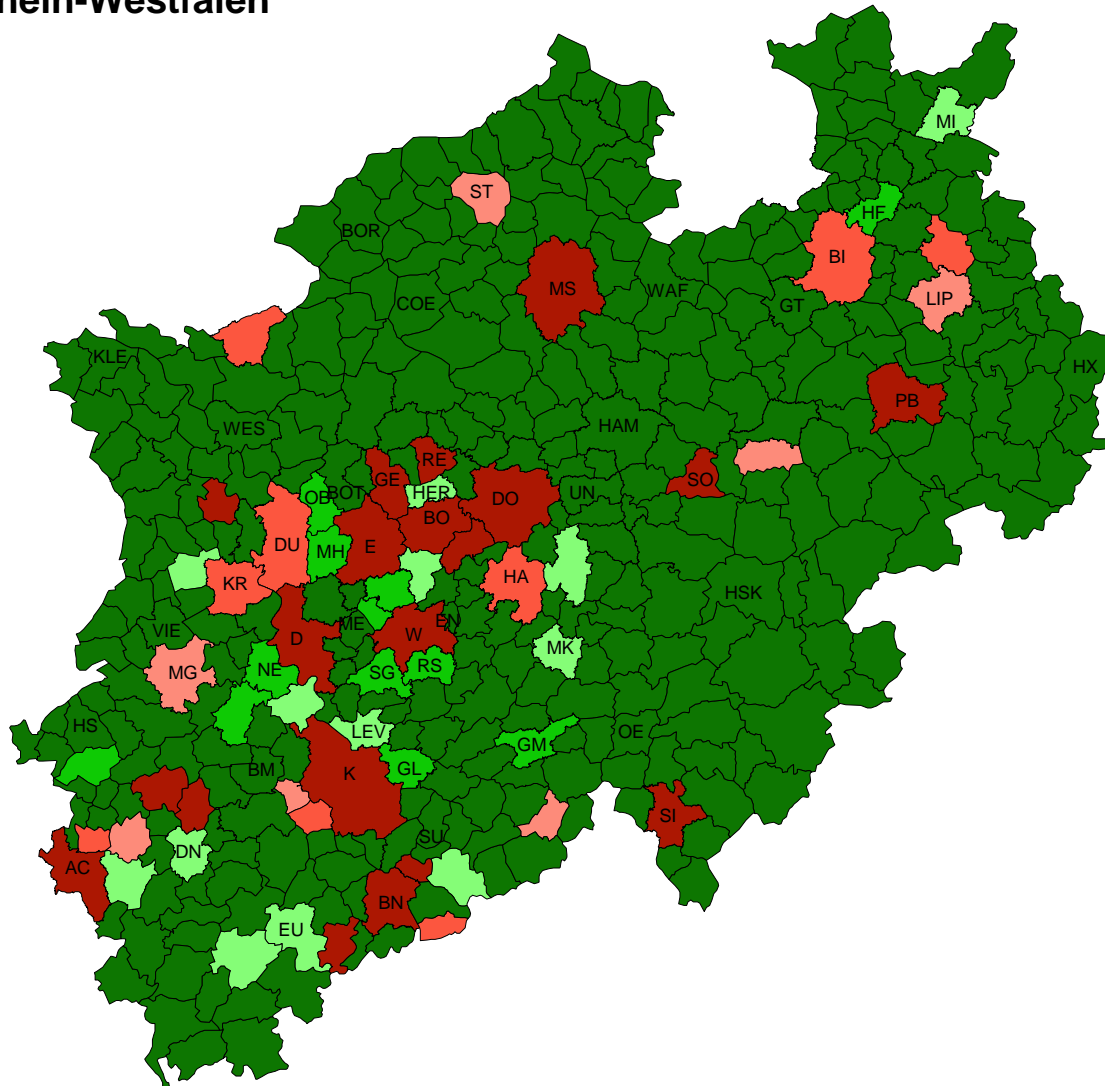 hein-Westfalen
MI
ST
HF
BOR
BI
MS
WAF
LIP
COE
GT
KLE
HX
PB
WES
HAM
RE
GE
SO
OB
BOT
HER
DO
UN
BO
DU
MH
E
KR
HA
HSK
ME
EN
VIE
D
W
MK
MG
NE
SG
RS
HS
LEV
OE
GM
BM
K
GL
SI
SU
DN
AC
BN
EU